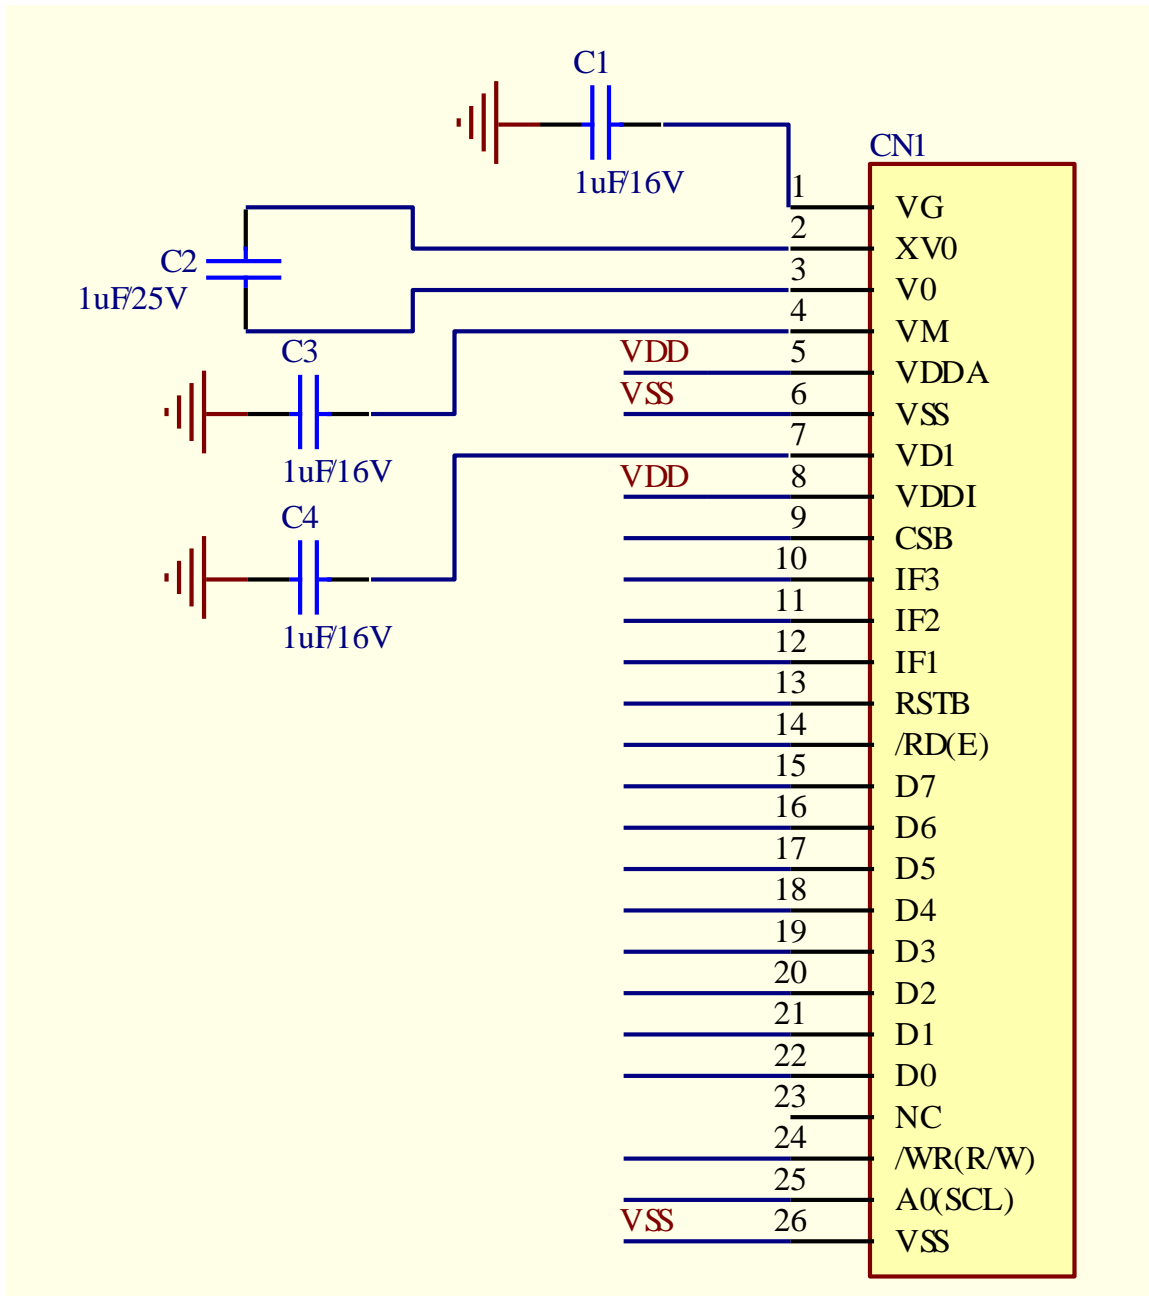 C1
1uF/16V
CN1
1 VG
2 XV0
C2
1uF/25V
3 V0
4 VM
C3
1uF/16V
VDD 5 VDDA
VSS 6 VSS
7 VD1
VDD 8 VDDI
C4
1uF/16V
9 CSB
10 IF3
11 IF2
12 IF1
13 RSTB
14 /RD(E)
15 D7
16 D6
17 D5
18 D4
19 D3
20 D2
21 D1
22 D0
23 NC
24 /WR(R/W)
25 A0(SCL)
VSS 26 VSS